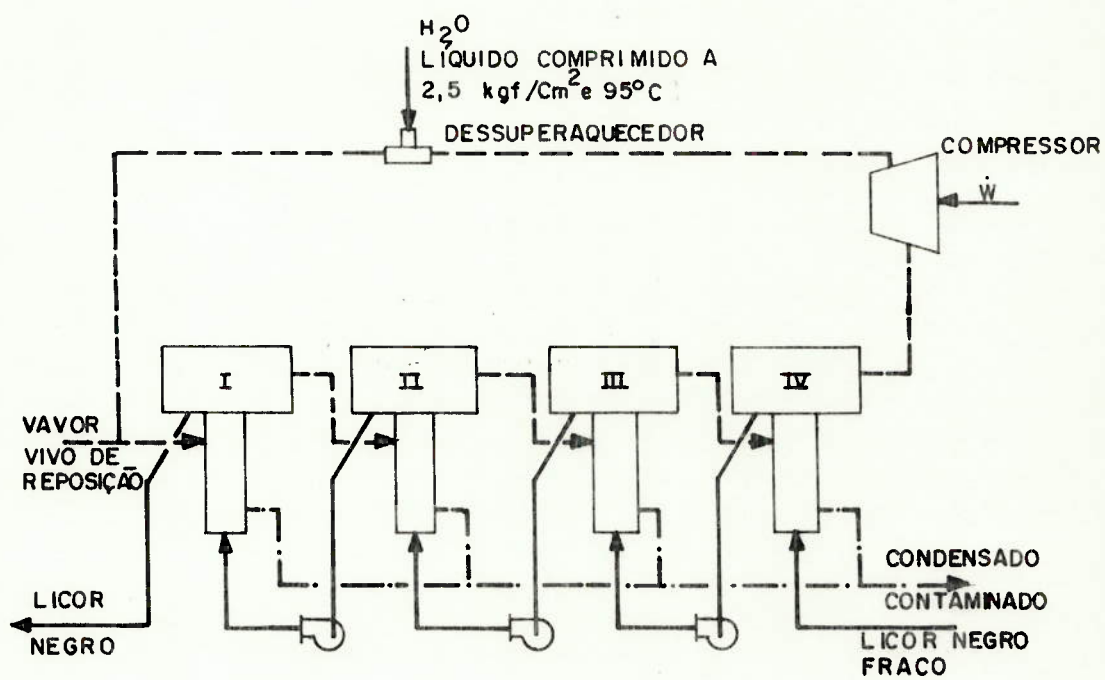 H2O
LÍQUIDO COMPRIMIDO A
2,5 kgf/Cm² e 95°C
DESSUPERAQUECEDOR
COMPRESSOR
Ẇ
I
II
III
IV
VAVOR
VIVO DE
REPOSIÇÃO
LICOR
NEGRO
CONDENSADO
CONTAMINADO
LICOR NEGRO
FRACO